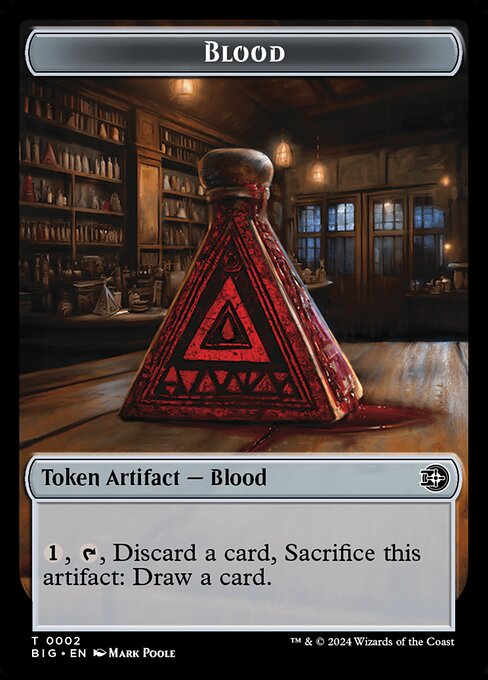 Blood
Token Artifact — Blood
1, , Discard a card, Sacrifice this
artifact: Draw a card.
T 0002
BIG • EN Mark Poole
™ & © 2024 Wizards of the Coast